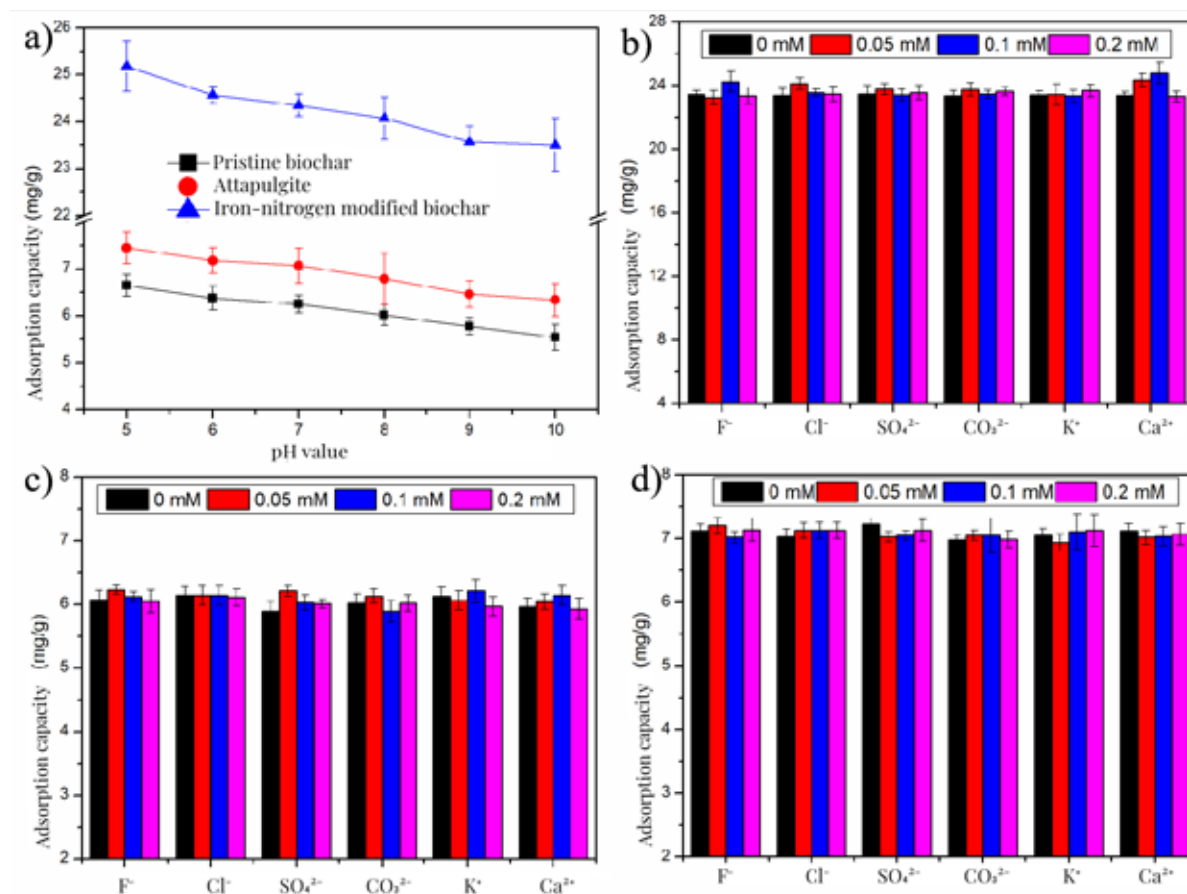 a)
26
25
24
23
22
7
6
5
4
Adsorption capacity (mg/g)
Pristine biochar
Attapulgite
Iron-nitrogen modified biochar
5 6 7 8 9 10
pH value
b)
0 mM 0.05 mM 0.1 mM 0.2 mM
28
24
20
16
12
8
4
Adsorption capacity (mg/g)
F⁻ Cl⁻ SO₄²⁻ CO₃²⁻ K⁺ Ca²⁺
c)
0 mM 0.05 mM 0.1 mM 0.2 mM
8
7
6
5
4
3
2
Adsorption capacity (mg/g)
F⁻ Cl⁻ SO₄²⁻ CO₃²⁻ K⁺ Ca²⁺
d)
0 mM 0.05 mM 0.1 mM 0.2 mM
8
7
6
5
4
3
2
Adsorption capacity (mg/g)
F⁻ Cl⁻ SO₄²⁻ CO₃²⁻ K⁺ Ca²⁺